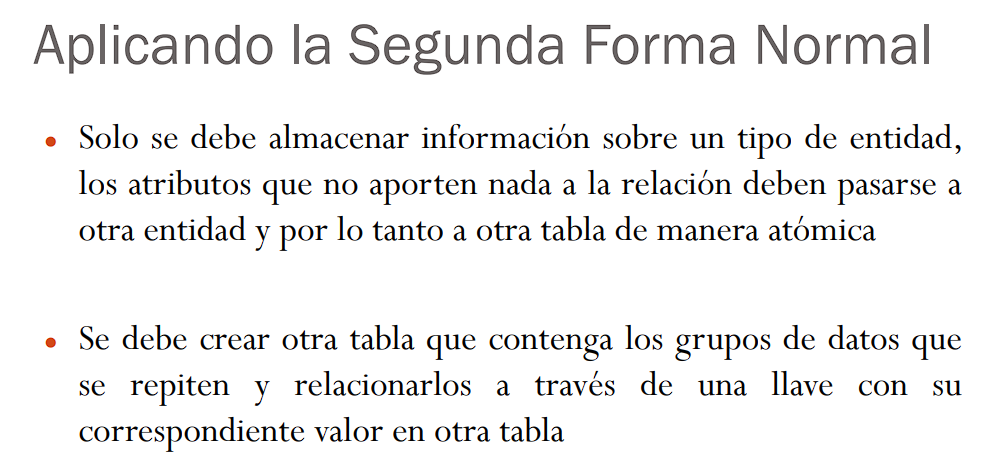 Aplicando la Segunda Forma Normal
• Solo se debe almacenar información sobre un tipo de entidad,
los atributos que no aporten nada a la relación deben pasarse a
otra entidad y por lo tanto a otra tabla de manera atómica
• Se debe crear otra tabla que contenga los grupos de datos que
se repiten y relacionarlos a través de una llave con su
correspondiente valor en otra tabla